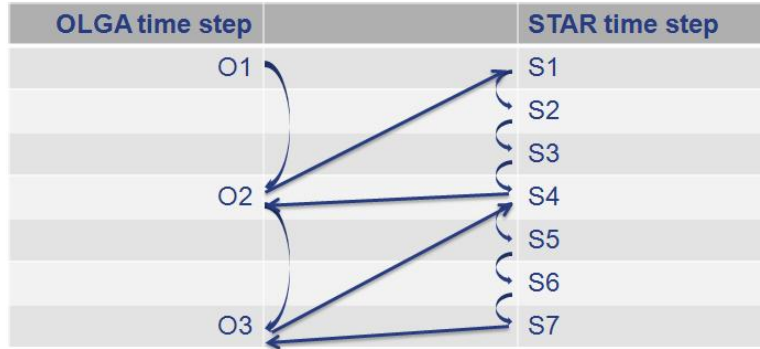 OLGA time step STAR time step
O1 S1
S2
S3
O2 S4
S5
S6
O3 S7